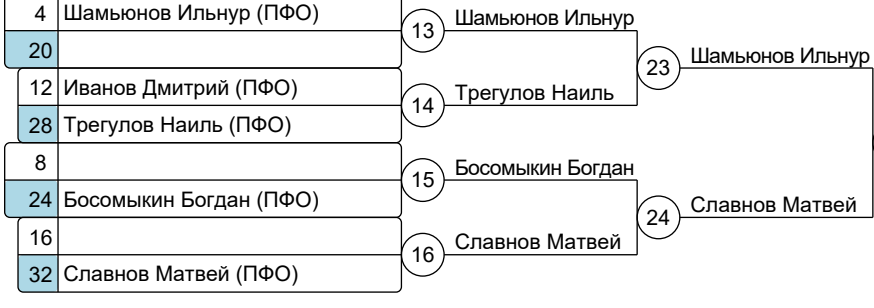 4 Шамьюнов Ильнур (ПФО)
20
12 Иванов Дмитрий (ПФО)
28 Трегулов Наиль (ПФО)
8
24 Босомыкин Богдан (ПФО)
16
32 Славнов Матвей (ПФО)
13 Шамьюнов Ильнур
14 Трегулов Наиль
15 Босомыкин Богдан
16 Славнов Матвей
23 Шамьюнов Ильнур
24 Славнов Матвей